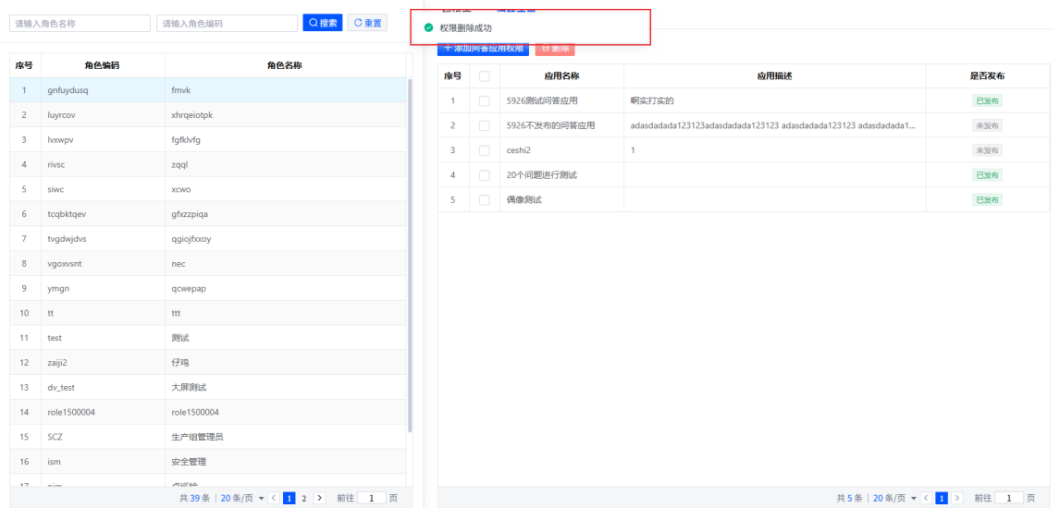 请输入角色名称 请输入角色编码 搜索 重置
权限删除成功
添加问答应用权限 删除
序号 角色编码 角色名称
1 gnfuydusq fmvk
2 luyrcov xhrqeiotpk
3 lvxwpv fgfklvfg
4 rivsc zqql
5 siwc xcwo
6 tcqbktqev gfxzzpiqa
7 tvgdwjdvs qgiojfxxoy
8 vgoxvsnt nec
9 ymgn qcwepap
10 tt ttt
11 test 测试
12 zaiji2 仔鸡
13 dv_test 大屏测试
14 role1500004 role1500004
15 SCZ 生产组管理员
16 ism 安全管理
17
共 39 条 20 条/页 1 2 前往 1 页
序号 应用名称 应用描述 是否发布
1 5926测试问答应用 啊实打实的 已发布
2 5926不发布的问答应用 adasdadada123123adasdadada123123 adasdadada123123 adasdadada1... 未发布
3 ceshi2 1 未发布
4 20个问题进行测试 已发布
5 偶像测试 已发布
共 5 条 20 条/页 1 前往 1 页